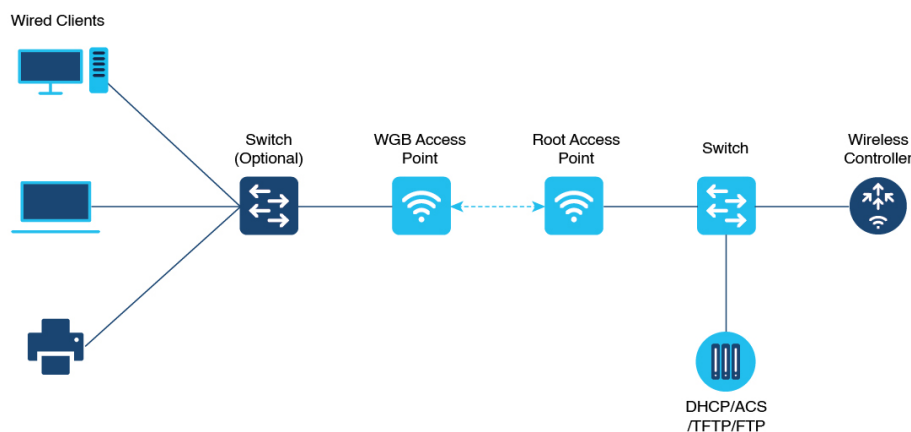 Wired Clients
Switch
(Optional)
WGB Access
Point
Root Access
Point
Switch
Wireless
Controller
DHCP/ACS
/TFTP/FTP